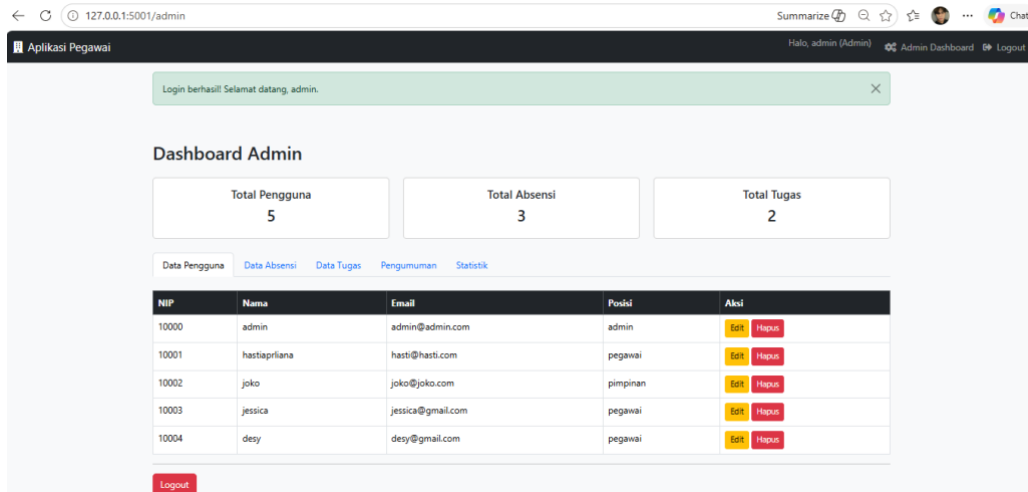 127.0.0.1:5001/admin Summarize Chat
Aplikasi Pegawai Halo, admin (Admin) Admin Dashboard Logout
Login berhasil! Selamat datang, admin.
Dashboard Admin
Total Pengguna Total Absensi Total Tugas
5 3 2
Data Pengguna Data Absensi Data Tugas Pengumuman Statistik
NIP Nama Email Posisi Aksi
10000 admin admin@admin.com admin Edit Hapus
10001 hastiaprliana hasti@hasti.com pegawai Edit Hapus
10002 joko joko@joko.com pimpinan Edit Hapus
10003 jessica jessica@gmail.com pegawai Edit Hapus
10004 desy desy@gmail.com pegawai Edit Hapus
Logout